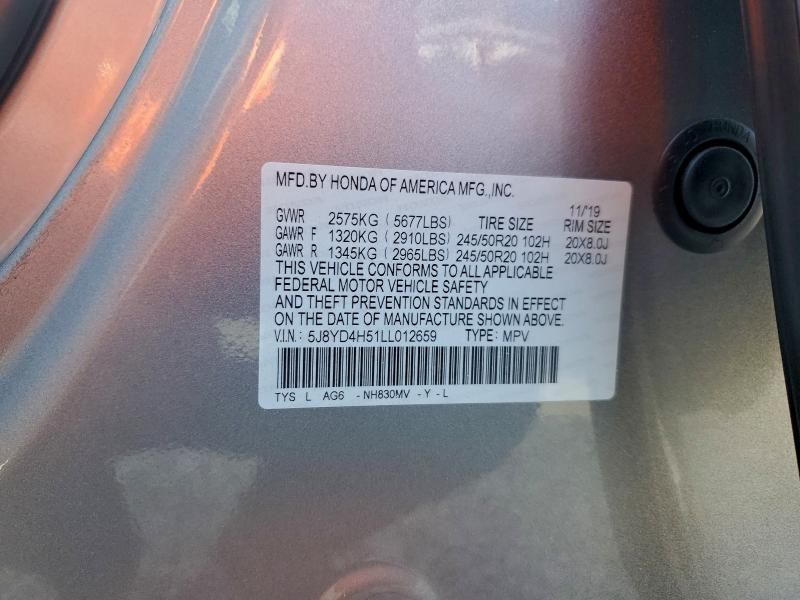 MFD.BY HONDA OF AMERICA MFG.,INC.
11/'19
GVWR 2575KG (5677LBS) TIRE SIZE RIM SIZE
GAWR F 1320KG (2910LBS) 245/50R20 102H 20X8.0J
GAWR R 1345KG (2965LBS) 245/50R20 102H 20X8.0J
THIS VEHICLE CONFORMS TO ALL APPLICABLE
FEDERAL MOTOR VEHICLE SAFETY
AND THEFT PREVENTION STANDARDS IN EFFECT
ON THE DATE OF MANUFACTURE SHOWN ABOVE.
V.I.N.: 5J8YD4H51LL012659 TYPE: MPV
TYS L AG6 -NH830MV -Y-L